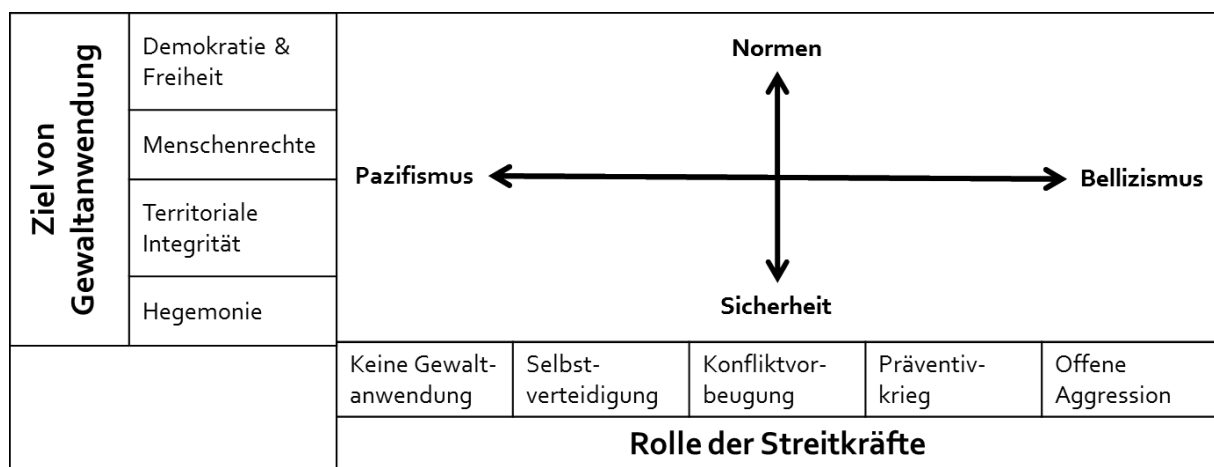 Ziel von
Gewaltanwendung
Demokratie &
Freiheit
Menschenrechte
Territoriale
Integrität
Hegemonie
Normen
Pazifismus
Bellizismus
Sicherheit
Keine Gewalt-
anwendung
Selbst-
verteidigung
Konfliktvor-
beugung
Präventiv-
krieg
Offene
Aggression
Rolle der Streitkräfte